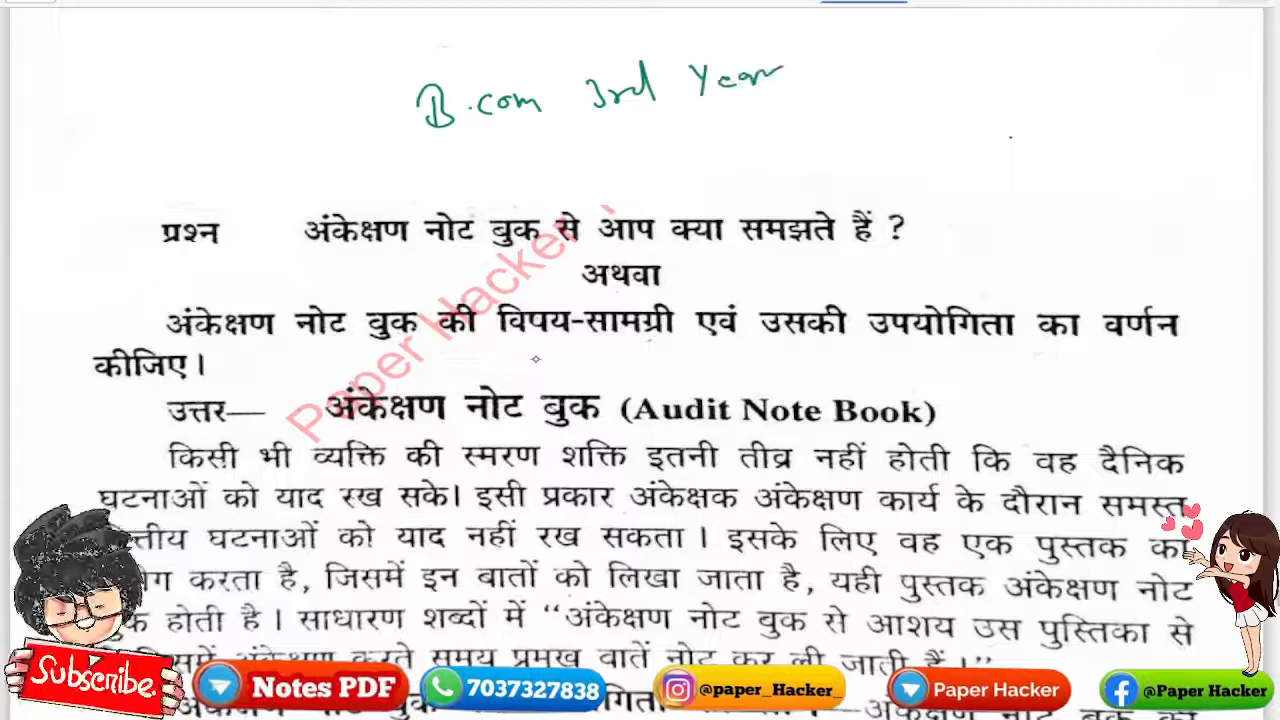 B.com 3rd Year
प्रश्न अंकेक्षण नोट बुक से आप क्या समझते हैं ?
अथवा
अंकेक्षण नोट बुक की विषय-सामग्री एवं उसकी उपयोगिता का वर्णन
कीजिए।
उत्तर— अंकेक्षण नोट बुक (Audit Note Book)
किसी भी व्यक्ति की स्मरण शक्ति इतनी तीव्र नहीं होती कि वह दैनिक
घटनाओं को याद रख सके। इसी प्रकार अंकेक्षक अंकेक्षण कार्य के दौरान समस्त
घटनाओं को याद नहीं रख सकता। इसके लिए वह एक पुस्तक का
करता है, जिसमें इन बातों को लिखा जाता है, यही पुस्तक अंकेक्षण नोट
होती है। साधारण शब्दों में “अंकेक्षण नोट बुक से आशय उस पुस्तिका से
अंकेक्षण करते समय प्रमुख बातें नोट कर ली जाती हैं।”
Paper Hacker
Subscribe.
Notes PDF
7037327838
@paper_Hacker_
Paper Hacker
@Paper Hacker